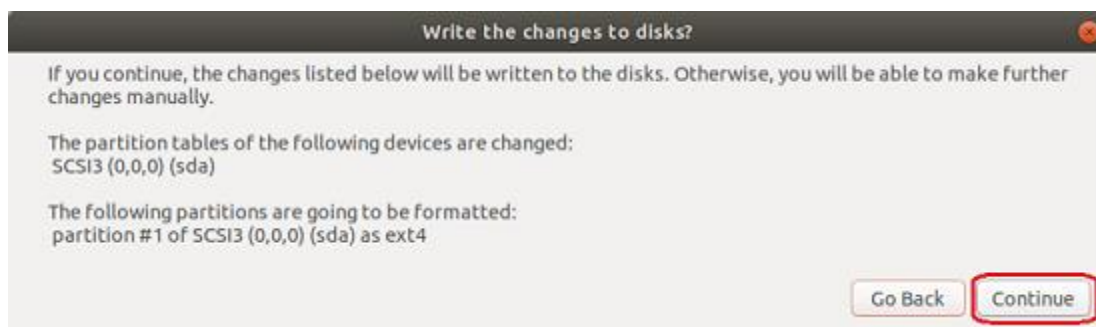 Write the changes to disks?
If you continue, the changes listed below will be written to the disks. Otherwise, you will be able to make further
changes manually.
The partition tables of the following devices are changed:
SCSI3 (0,0,0) (sda)
The following partitions are going to be formatted:
partition #1 of SCSI3 (0,0,0) (sda) as ext4
Go Back Continue